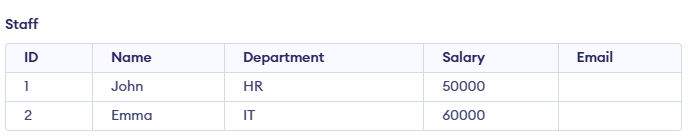 Staff
ID Name Department Salary Email
1 John HR 50000
2 Emma IT 60000